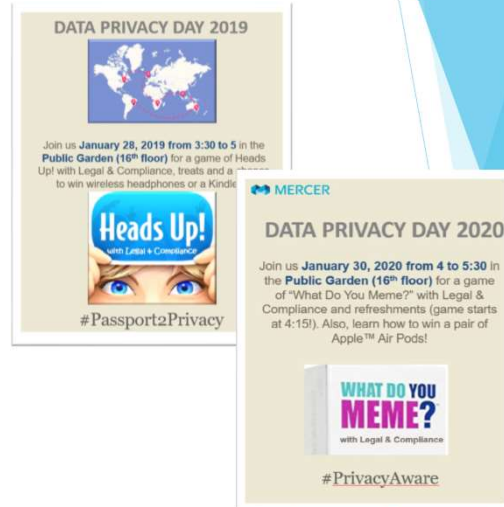 DATA PRIVACY DAY 2019
Join us January 28, 2019 from 3:30 to 5 in the
Public Garden (16th floor) for a game of Heads
Up! with Legal & Compliance, treats and a
to win wireless headphones or a Kindle
Heads Up!
with Legal + Compliance
#Passport2Privacy
MERCER
DATA PRIVACY DAY 2020
Join us January 30, 2020 from 4 to 5:30 in
the Public Garden (16th floor) for a game
of “What Do You Meme?” with Legal &
Compliance and refreshments (game starts
at 4:15!). Also, learn how to win a pair of
Apple™ Air Pods!
WHAT DO YOU
MEME?
with Legal & Compliance
#PrivacyAware